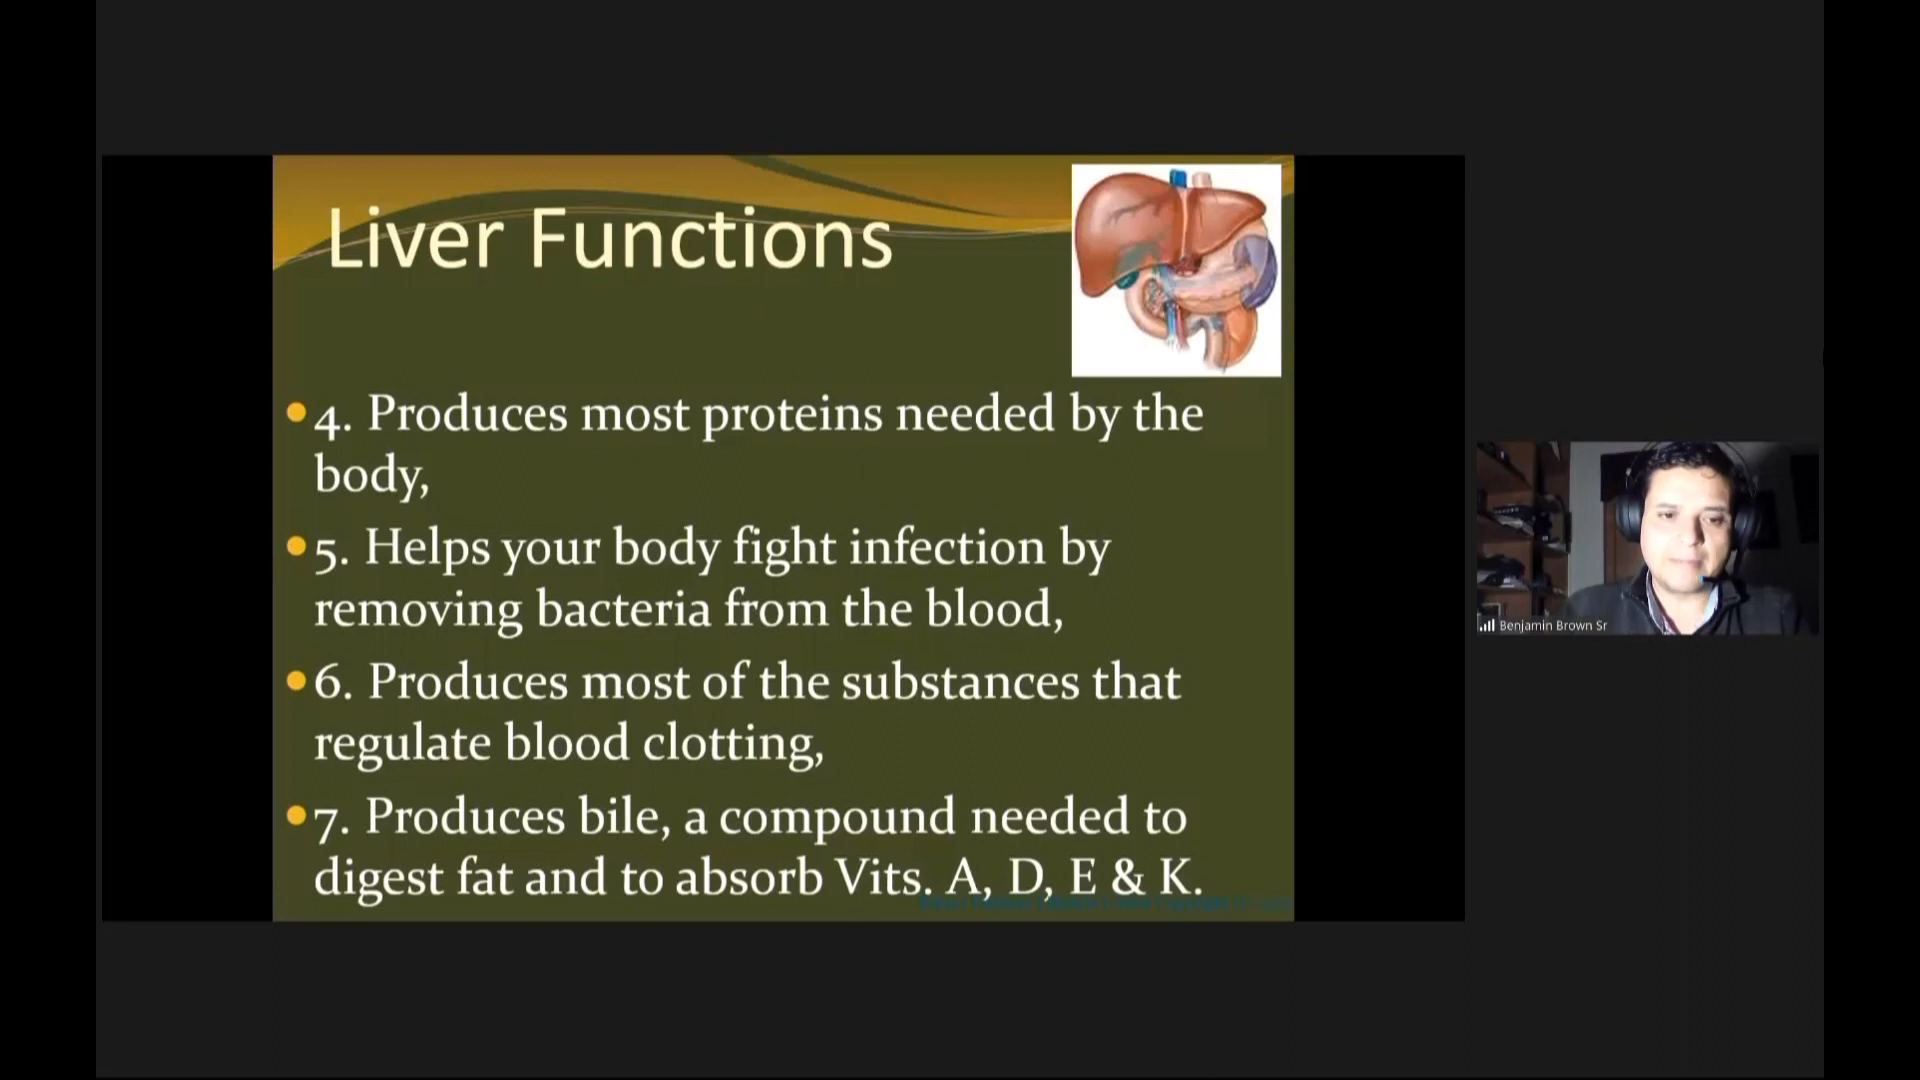 Liver Functions
4. Produces most proteins needed by the
body,
5. Helps your body fight infection by
removing bacteria from the blood,
6. Produces most of the substances that
regulate blood clotting,
7. Produces bile, a compound needed to
digest fat and to absorb Vits. A, D, E & K.
Benjamin Brown Sr